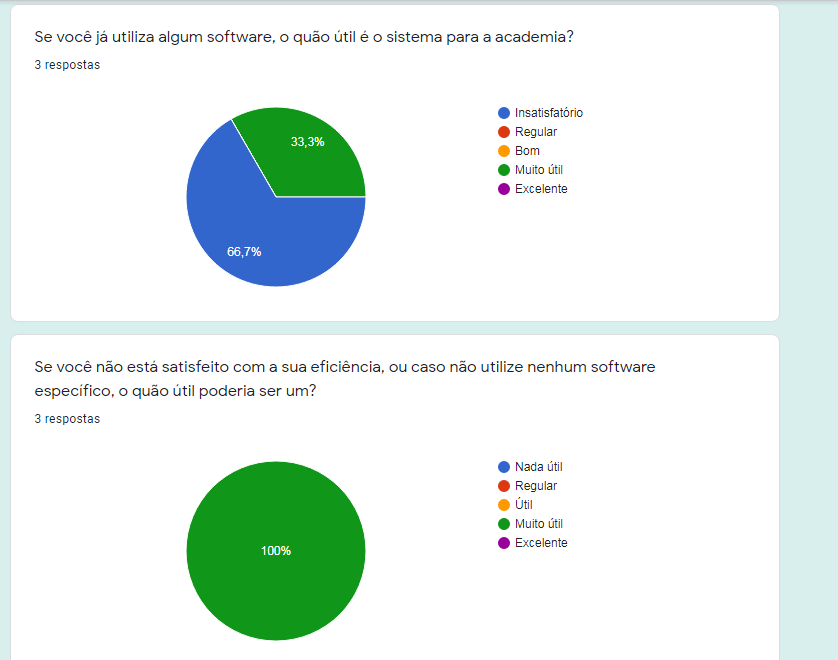 Se você já utiliza algum software, o quão útil é o sistema para a academia?
3 respostas
33,3%
66,7%
Insatisfatório
Regular
Bom
Muito útil
Excelente
Se você não está satisfeito com a sua eficiência, ou caso não utilize nenhum software
específico, o quão útil poderia ser um?
3 respostas
100%
Nada útil
Regular
Útil
Muito útil
Excelente